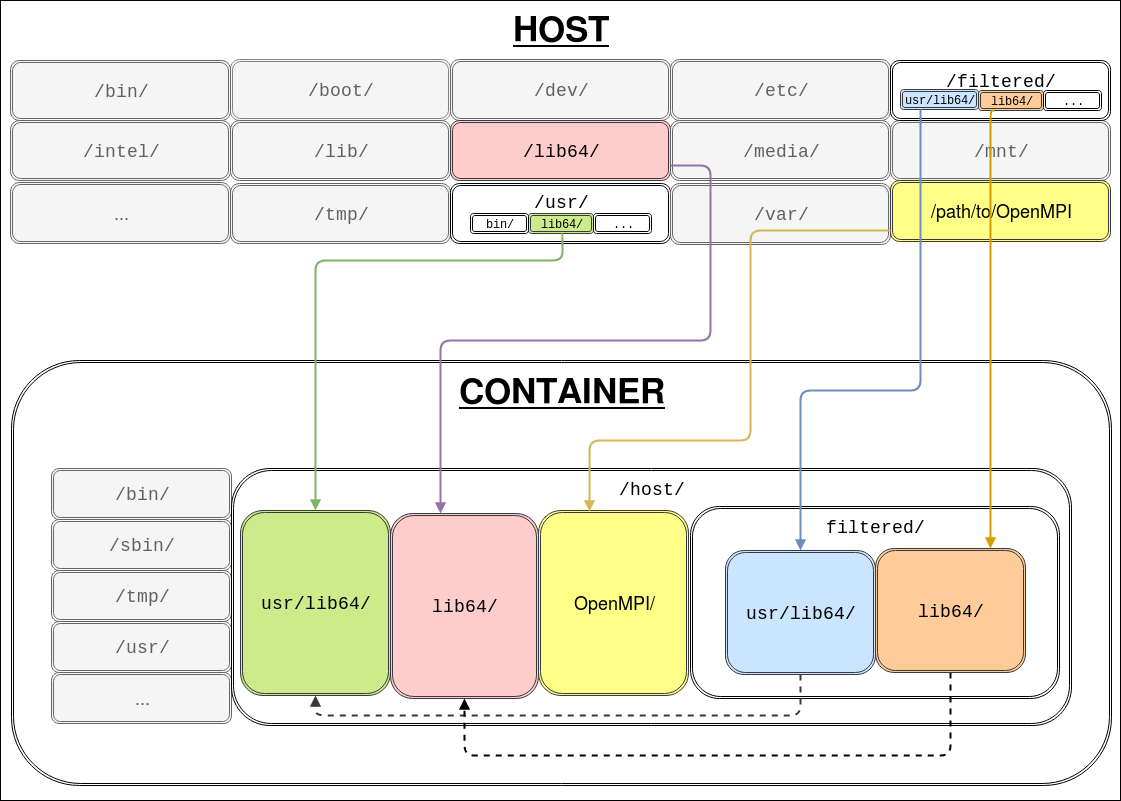 HOST
/bin/
/boot/
/dev/
/etc/
/filtered/
usr/lib64/
lib64/
...
/intel/
/lib/
/lib64/
/media/
/mnt/
...
/tmp/
/usr/
bin/
lib64/
...
/var/
/path/to/OpenMPI
CONTAINER
/bin/
/sbin/
/tmp/
/usr/
...
/host/
usr/lib64/
lib64/
OpenMPI/
filtered/
usr/lib64/
lib64/